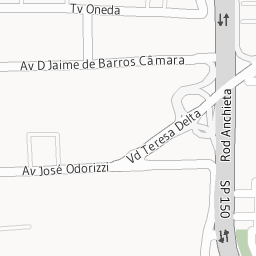 Tv Oneda
Av D Jaime de Barros Câmara
Vd Teresa Delta
Rod Anchieta
Av José Odorizzi
SP 150